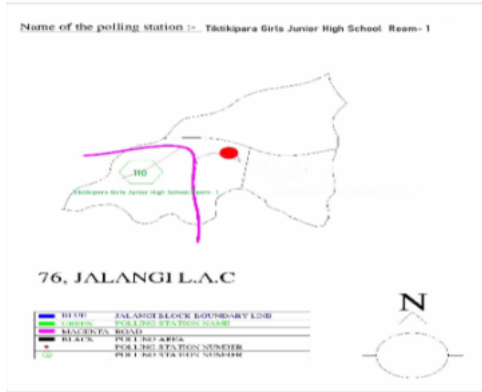 Name of the polling station :- Tiktikipara Girls Junior High School Room- 1
110
Tiktikipara Girls Junior High School Room- 1
76, JALANGI L.A.C
N
BLUE JALANGI BLOCK BOUNDARY LINE
GREEN POLLING STATION NAME
MAGENTA ROAD
BLACK POLLING AREA
POLLING STATION NUMBER
POLLING STATION NUMBER